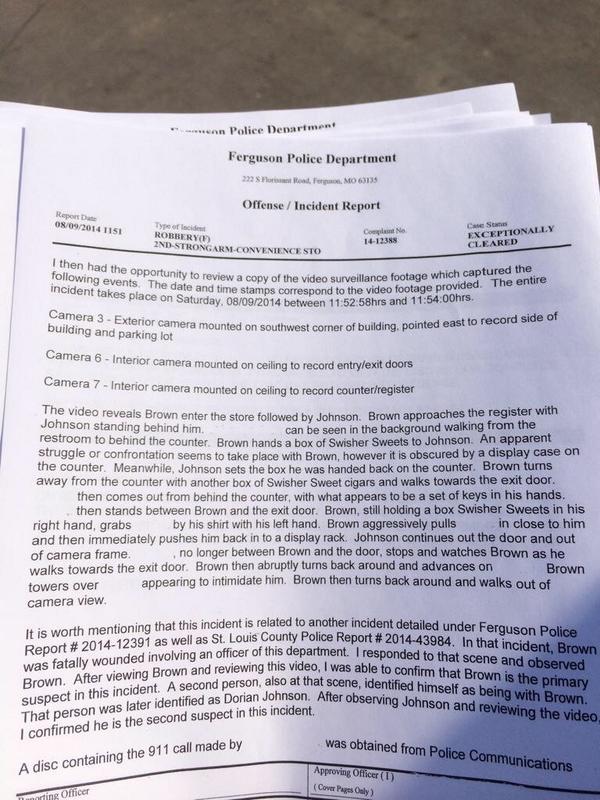 Ferguson Police Department
Ferguson Police Department
222 S Florissant Road, Ferguson, MO 63135
Offense / Incident Report
Report Date
08/09/2014 1151
Type of Incident
ROBBERY(F)
2ND-STRONGARM-CONVENIENCE STO
Complaint No.
14-12388
Case Status
EXCEPTIONALLY
CLEARED
I then had the opportunity to review a copy of the video surveillance footage which captured the
following events. The date and time stamps correspond to the video footage provided. The entire
incident takes place on Saturday, 08/09/2014 between 11:52:58hrs and 11:54:00hrs.
Camera 3 - Exterior camera mounted on southwest corner of building, pointed east to record side of
building and parking lot
Camera 6 - Interior camera mounted on ceiling to record entry/exit doors
Camera 7 - Interior camera mounted on ceiling to record counter/register
The video reveals Brown enter the store followed by Johnson. Brown approaches the register with
Johnson standing behind him. can be seen in the background walking from the
restroom to behind the counter. Brown hands a box of Swisher Sweets to Johnson. An apparent
struggle or confrontation seems to take place with Brown, however it is obscured by a display case on
the counter. Meanwhile, Johnson sets the box he was handed back on the counter. Brown turns
away from the counter with another box of Swisher Sweet cigars and walks towards the exit door.
then comes out from behind the counter, with what appears to be a set of keys in his hands.
. then stands between Brown and the exit door. Brown, still holding a box Swisher Sweets in his
right hand, grabs by his shirt with his left hand. Brown aggressively pulls in close to him
and then immediately pushes him back in to a display rack. Johnson continues out the door and out
of camera frame. , no longer between Brown and the door, stops and watches Brown as he
walks towards the exit door. Brown then abruptly turns back around and advances on Brown
towers over appearing to intimidate him. Brown then turns back around and walks out of
camera view.
It is worth mentioning that this incident is related to another incident detailed under Ferguson Police
Report # 2014-12391 as well as St. Louis County Police Report # 2014-43984. In that incident, Brown
was fatally wounded involving an officer of this department. I responded to that scene and observed
Brown. After viewing Brown and reviewing this video, I was able to confirm that Brown is the primary
suspect in this incident. A second person, also at that scene, identified himself as being with Brown.
That person was later identified as Dorian Johnson. After observing Johnson and reviewing the video,
I confirmed he is the second suspect in this incident.
A disc containing the 911 call made by was obtained from Police Communications
Reporting Officer
Approving Officer ( 1 )
( Cover Pages Only )